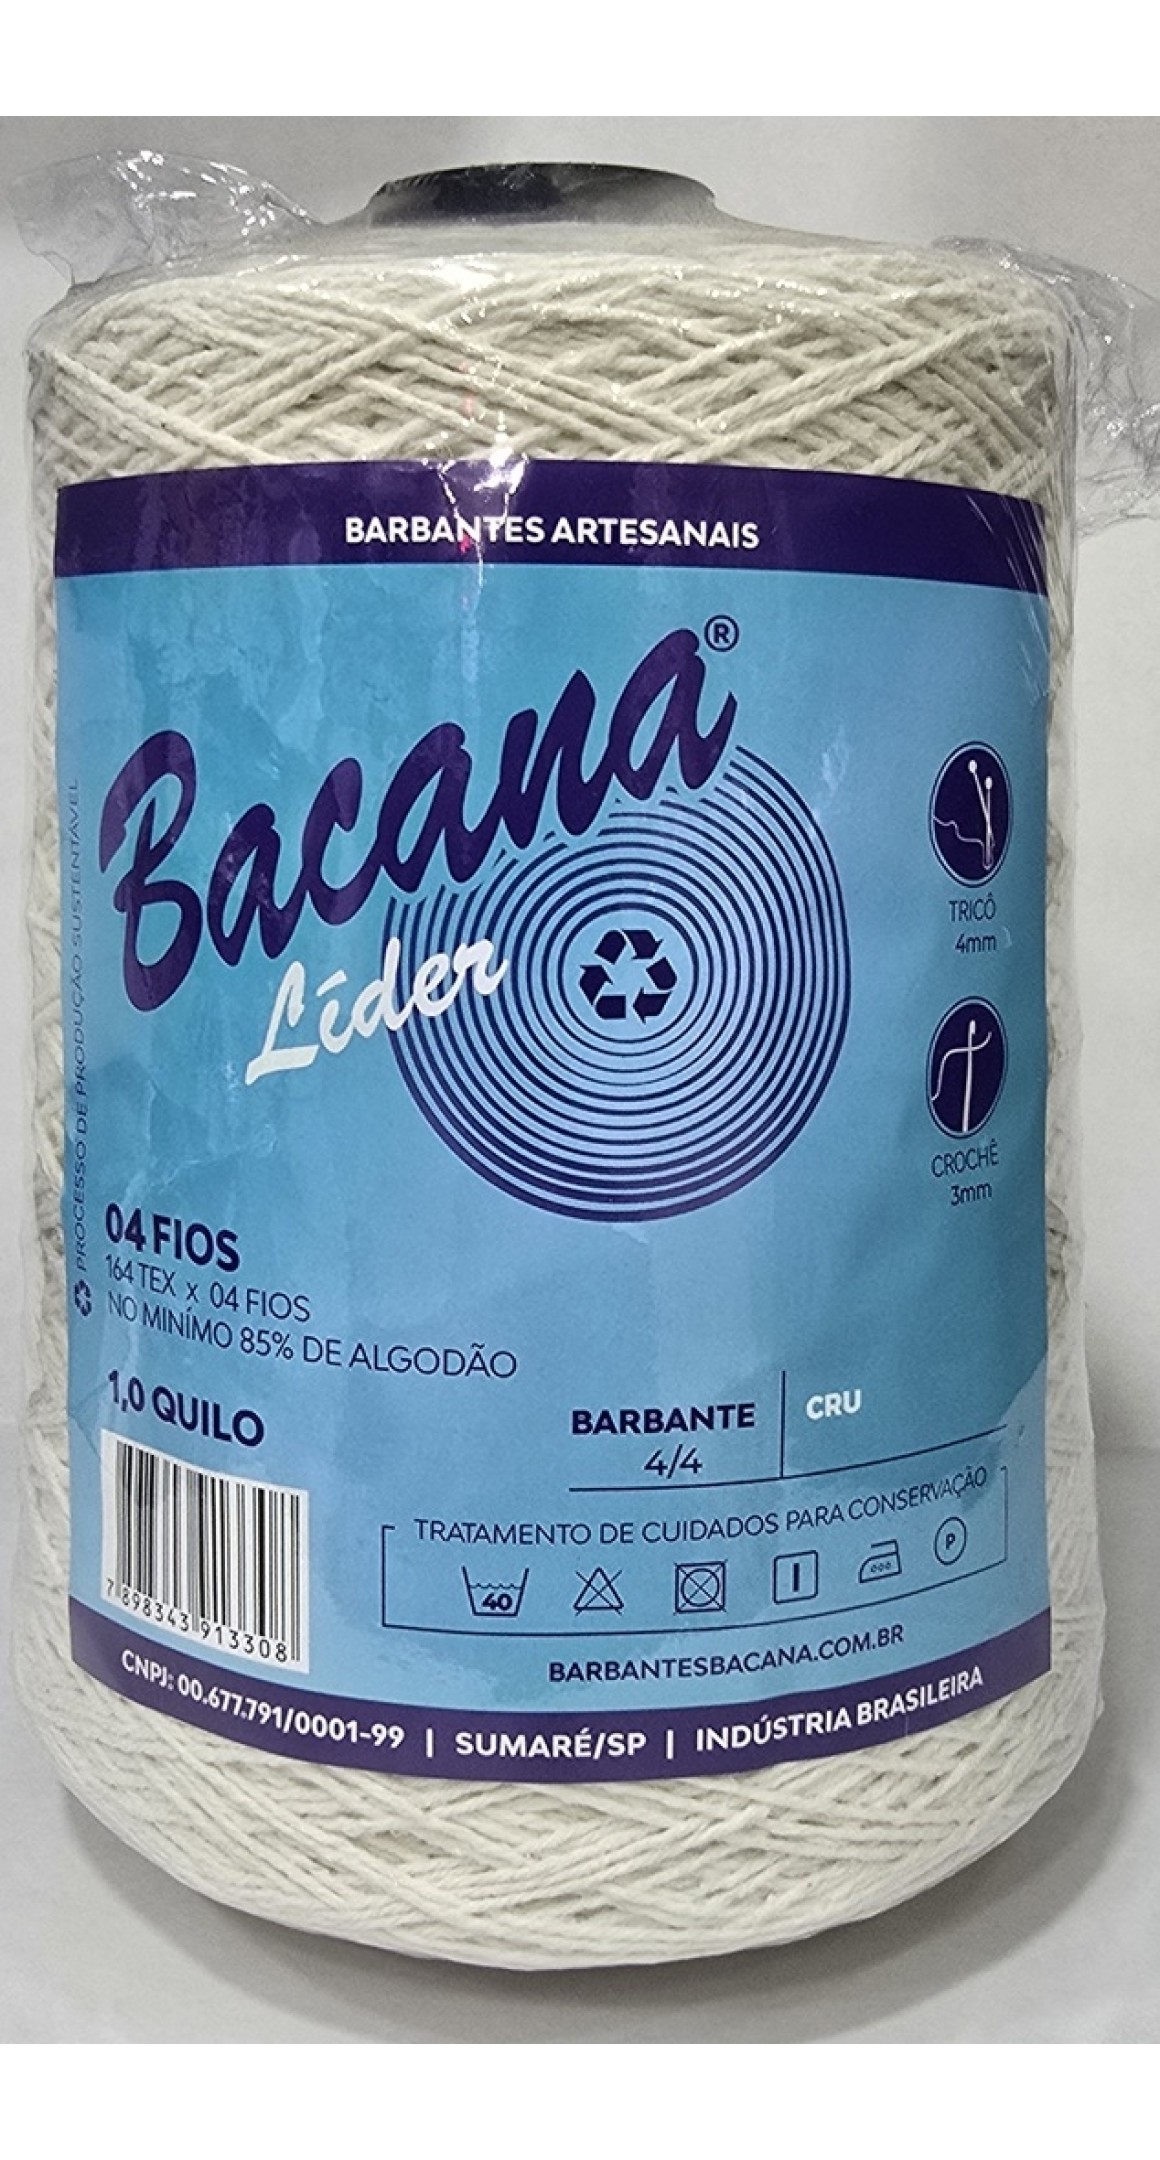 BARBANTES ARTESANAIS
Bacana®
Líder
TRICÔ
4mm
CROCHÊ
3mm
PROCESSO DE PRODUÇÃO SUSTENTÁVEL
04 FIOS
164 TEX x 04 FIOS
NO MINÍMO 85% DE ALGODÃO
1,0 QUILO
BARBANTE
4/4
CRU
TRATAMENTO DE CUIDADOS PARA CONSERVAÇÃO
40
P
7 898343 913308
BARBANTESBACANA.COM.BR
CNPJ: 00.677.791/0001-99 | SUMARÉ/SP | INDÚSTRIA BRASILEIRA